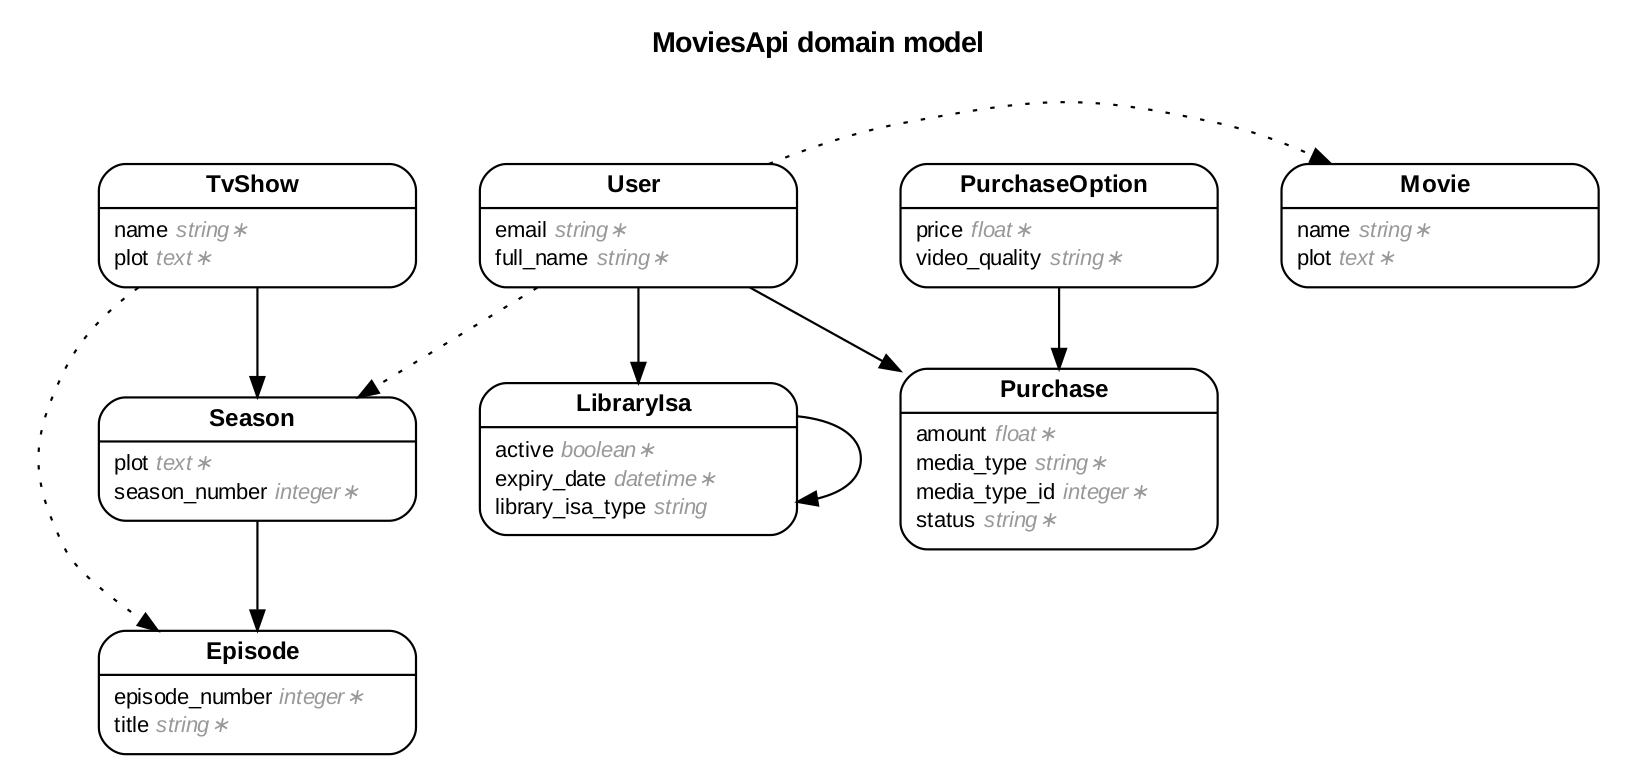 MoviesApi domain model
TvShow
name string∗
plot text∗
User
email string∗
full_name string∗
PurchaseOption
price float∗
video_quality string∗
Movie
name string∗
plot text∗
Season
plot text∗
season_number integer∗
LibraryIsa
active boolean∗
expiry_date datetime∗
library_isa_type string
Purchase
amount float∗
media_type string∗
media_type_id integer∗
status string∗
Episode
episode_number integer∗
title string∗